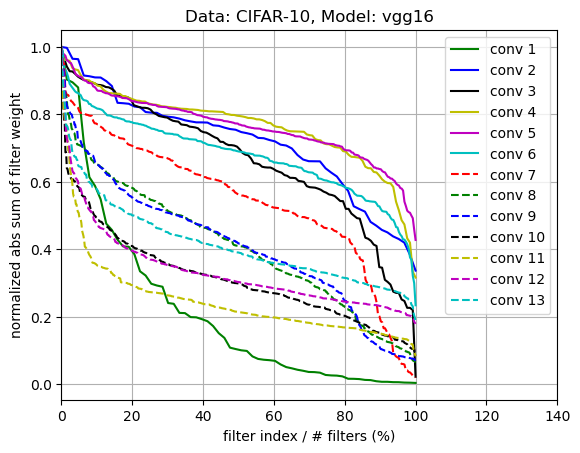 Data: CIFAR-10, Model: vgg16
normalized abs sum of filter weight
1.0
0.8
0.6
0.4
0.2
0.0
conv 1
conv 2
conv 3
conv 4
conv 5
conv 6
conv 7
conv 8
conv 9
conv 10
conv 11
conv 12
conv 13
0 20 40 60 80 100 120 140
filter index / # filters (%)